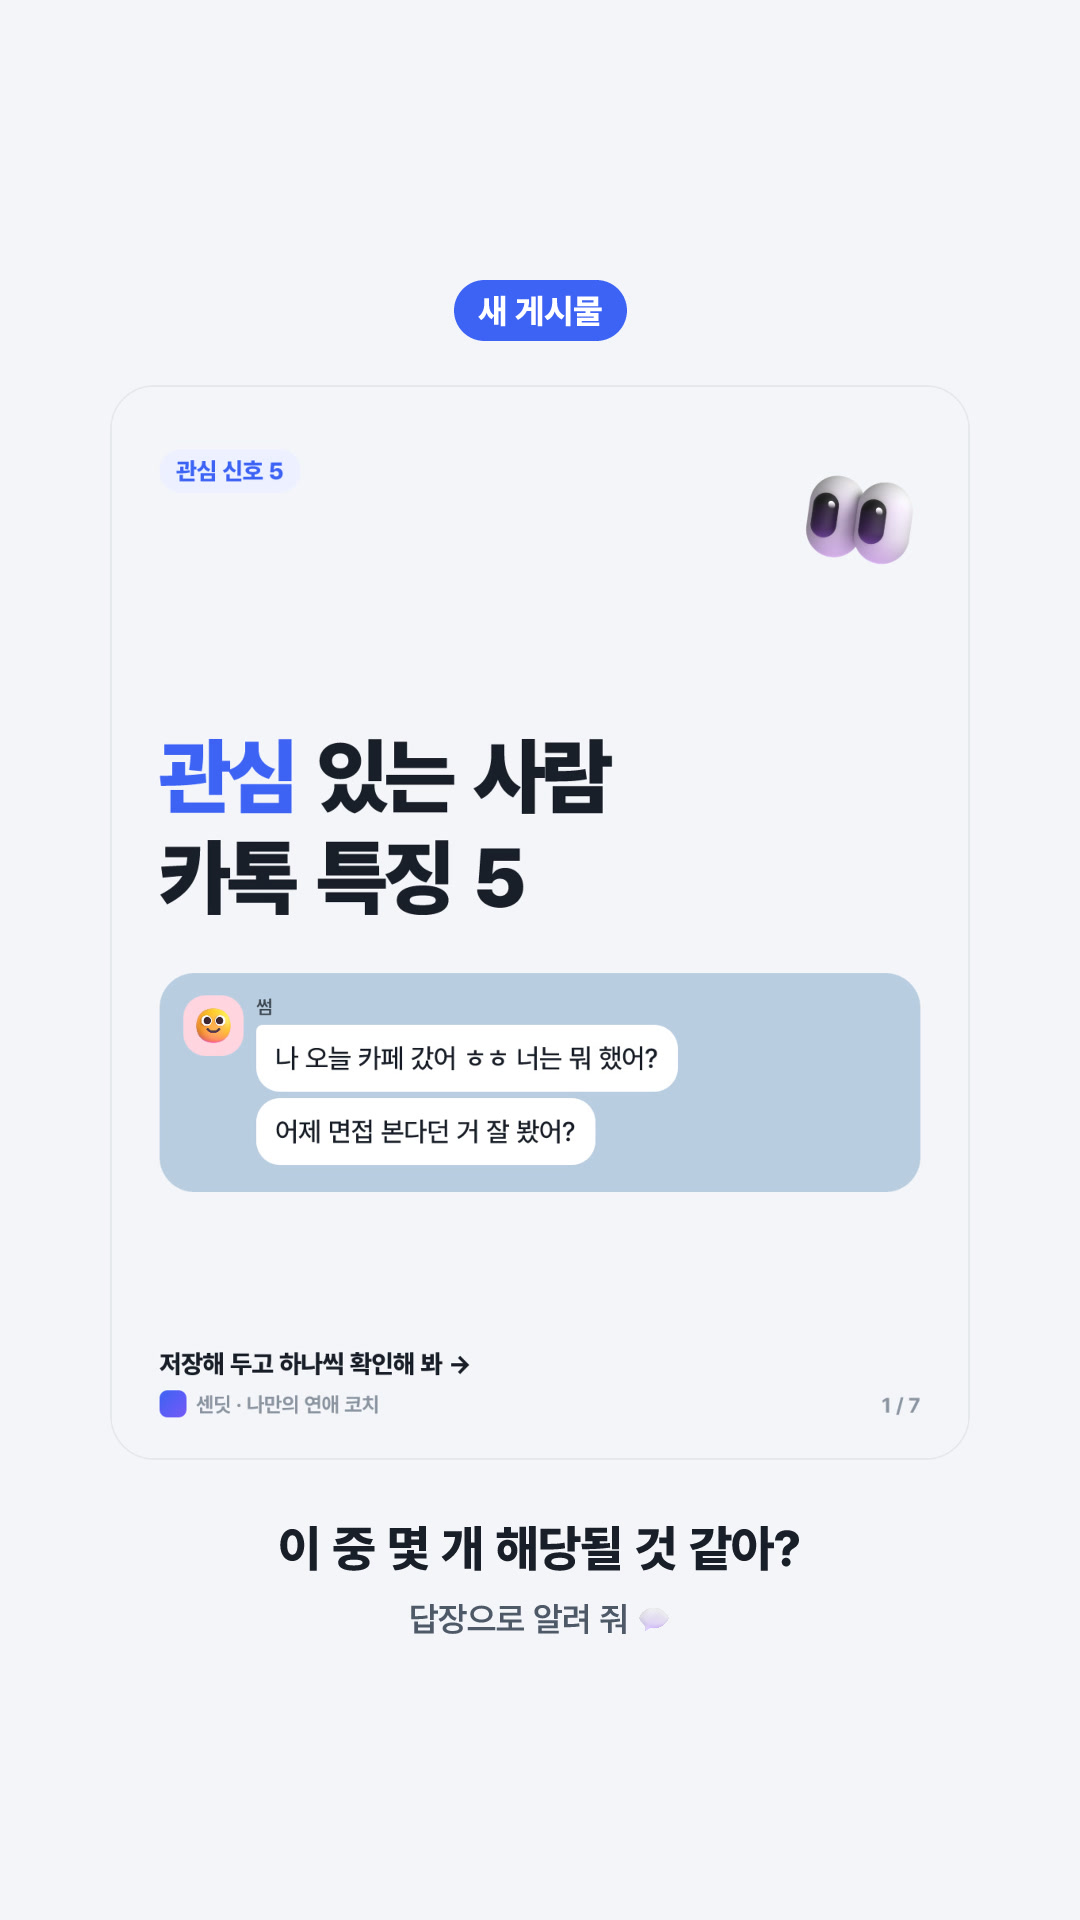 새 게시물
관심 신호 5
관심 있는 사람
카톡 특징 5
썸
나 오늘 카페 갔어 ㅎㅎ 너는 뭐 했어?
어제 면접 본다던 거 잘 봤어?
저장해 두고 하나씩 확인해 봐 →
센딧 · 나만의 연애 코치
1 / 7
이 중 몇 개 해당될 것 같아?
답장으로 알려 줘